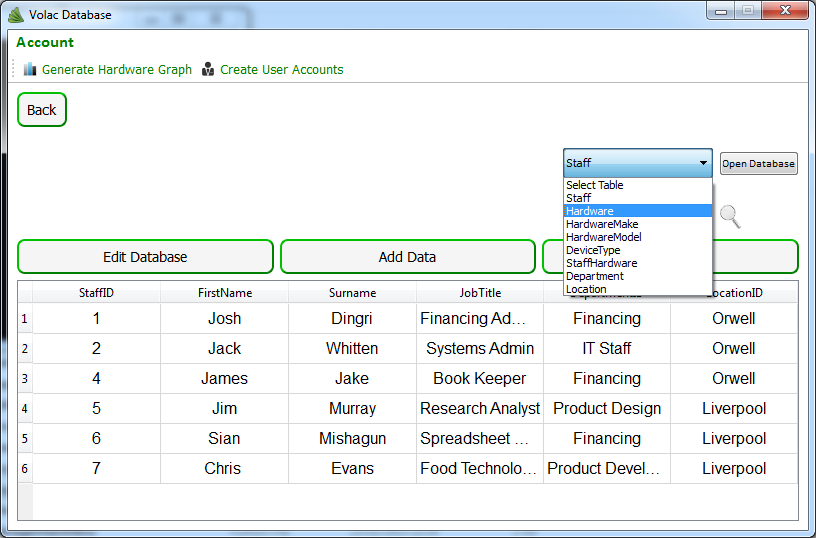 Volac Database
Account
Generate Hardware Graph Create User Accounts
Back
Staff Open Database
Select Table
Staff
Hardware
HardwareMake
HardwareModel
DeviceType
StaffHardware
Department
Location
Edit Database Add Data
StaffID FirstName Surname JobTitle LocationID
1 1 Josh Dingri Financing Ad... Financing Orwell
2 2 Jack Whitten Systems Admin IT Staff Orwell
3 4 James Jake Book Keeper Financing Orwell
4 5 Jim Murray Research Analyst Product Design Liverpool
5 6 Sian Mishagun Spreadsheet ... Financing Liverpool
6 7 Chris Evans Food Technolo... Product Devel... Liverpool